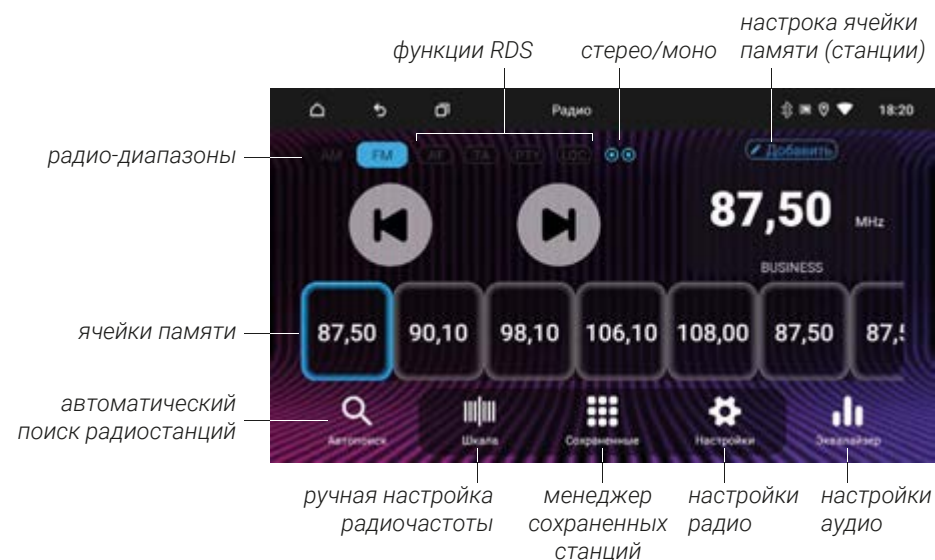 настрока ячейки
памяти (станции)
функции RDS
стерео/моно
Радио
18:20
радио-диапазоны
AM
FM
AF
TA
PTY
LOC
Добавить
87,50
MHz
BUSINESS
ячейки памяти
87,50
90,10
98,10
106,10
108,00
87,50
87,5
автоматический
поиск радиостанций
Автопоиск
Шкала
Сохраненные
Настройки
Эквалайзер
ручная настройка
радиочастоты
менеджер
сохраненных
станций
настройки
радио
настройки
аудио